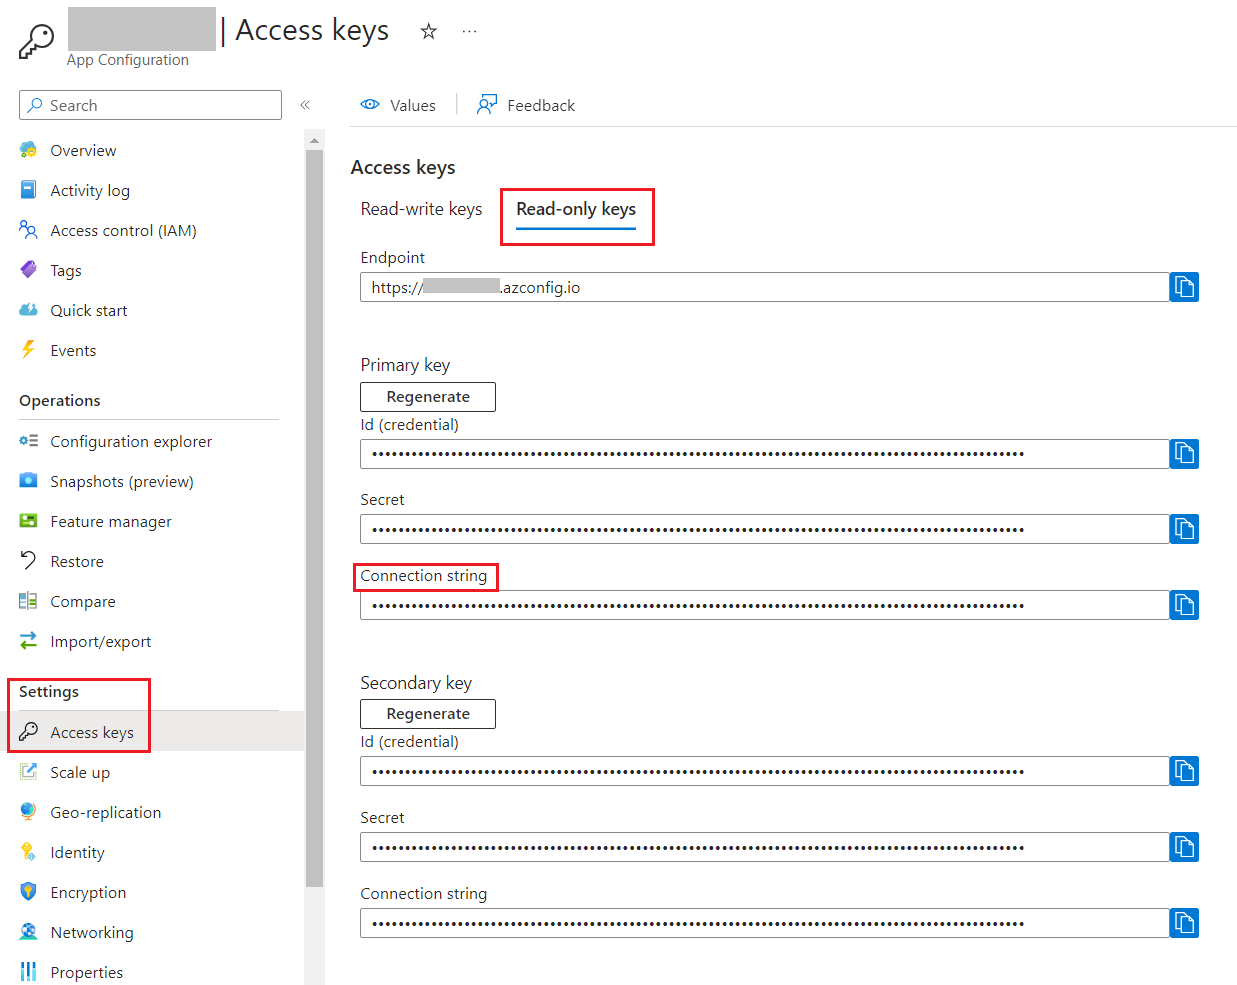 | Access keys
App Configuration
Search
Overview
Activity log
Access control (IAM)
Tags
Quick start
Events
Operations
Configuration explorer
Snapshots (preview)
Feature manager
Restore
Compare
Import/export
Settings
Access keys
Scale up
Geo-replication
Identity
Encryption
Networking
Properties
Values
Feedback
Access keys
Read-write keys
Read-only keys
Endpoint
https://
.azconfig.io
Primary key
Regenerate
Id (credential)
Secret
Connection string
Secondary key
Regenerate
Id (credential)
Secret
Connection string